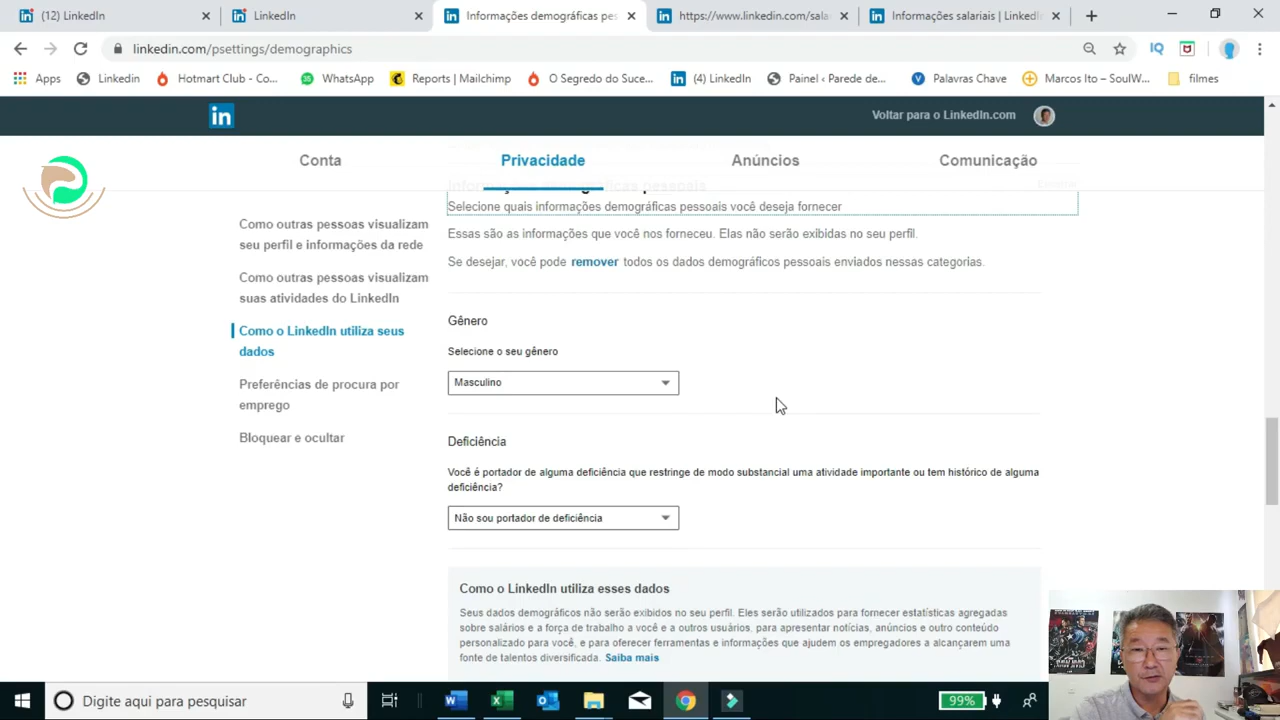 (12) LinkedIn
LinkedIn
Informações demográficas pes
https://www.linkedin.com/sala
Informações salariais | LinkedIn
linkedin.com/psettings/demographics
IQ
Apps
Linkedin
Hotmart Club - Co...
WhatsApp
Reports | Mailchimp
O Segredo do Suce...
(4) LinkedIn
Painel ‹ Parede de...
Palavras Chave
Marcos Ito – SoulW...
filmes
in
Voltar para o LinkedIn.com
Conta
Privacidade
Anúncios
Comunicação
Informações demográficas pessoais
Selecione quais informações demográficas pessoais você deseja fornecer
Essas são as informações que você nos forneceu. Elas não serão exibidas no seu perfil.
Se desejar, você pode remover todos os dados demográficos pessoais enviados nessas categorias.
Como outras pessoas visualizam
seu perfil e informações da rede
Como outras pessoas visualizam
suas atividades do LinkedIn
Como o LinkedIn utiliza seus
dados
Preferências de procura por
emprego
Bloquear e ocultar
Gênero
Selecione o seu gênero
Masculino
Deficiência
Você é portador de alguma deficiência que restringe de modo substancial uma atividade importante ou tem histórico de alguma
deficiência?
Não sou portador de deficiência
Como o LinkedIn utiliza esses dados
Seus dados demográficos não serão exibidos no seu perfil. Eles serão utilizados para fornecer estatísticas agregadas
sobre salários e a força de trabalho a você e a outros usuários, para apresentar notícias, anúncios e outro conteúdo
personalizado para você, e para oferecer ferramentas e informações que ajudem os empregadores a alcançarem uma
fonte de talentos diversificada. Saiba mais
Digite aqui para pesquisar
99%